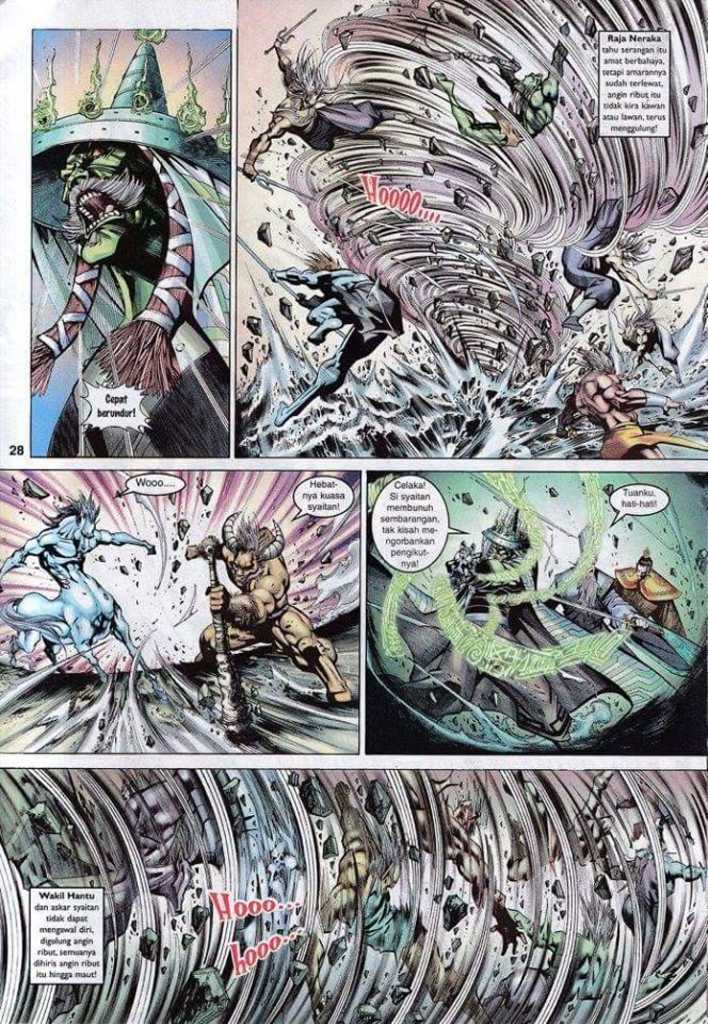 Raja Neraka
tahu serangan itu
amat berbahaya,
tetapi amarannya
sudah terlewat,
angin ribut itu
tidak kira kawan
atau lawan, terus
menggulung!
Hoooo....
Cepat
berundur!
28
Wooo....
Hebat-
nya kuasa
syaitan!
Celaka!
Si syaitan
membunuh
sembarangan,
tak kisah me-
ngorbankan
pengikut-
nya!
Tuanku,
hati-hati!
Wakil Hantu
dan askar syaitan
tidak dapat
mengawal diri,
digulung angin
ribut, semuanya
dihiris angin ribut
itu hingga maut!
Hooo...
hooo...